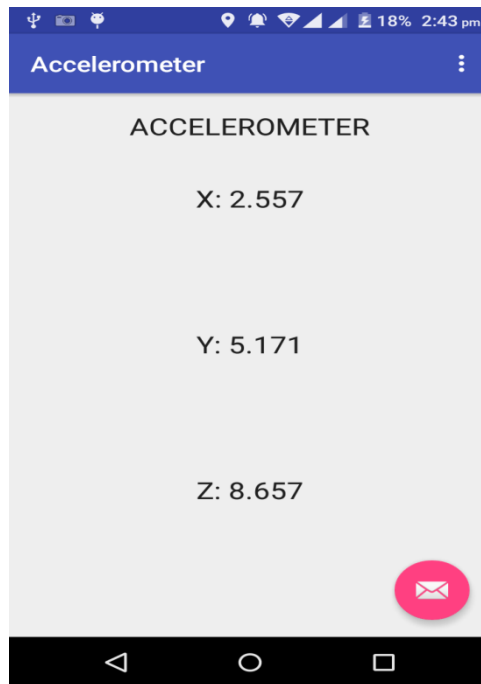 18% 2:43 pm
Accelerometer
ACCELEROMETER
X: 2.557
Y: 5.171
Z: 8.657